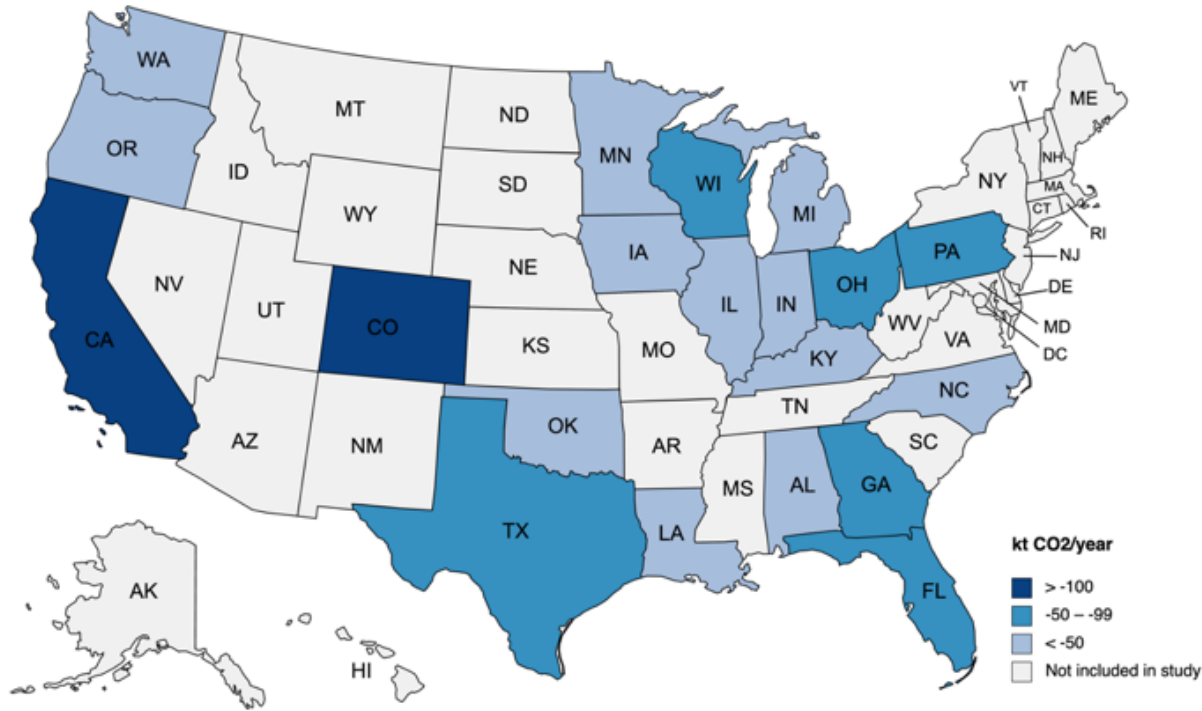 WA
MT
ND
MN
VT
ME
OR
ID
SD
WI
NY
NH
WY
MI
MA
CT
RI
NV
UT
CO
NE
IA
IL
IN
OH
PA
NJ
DE
CA
KS
MO
KY
WV
VA
MD
DC
AZ
NM
OK
AR
TN
NC
SC
TX
LA
MS
AL
GA
FL
AK
HI
kt CO2/year
> -100
-50 – -99
< -50
Not included in study